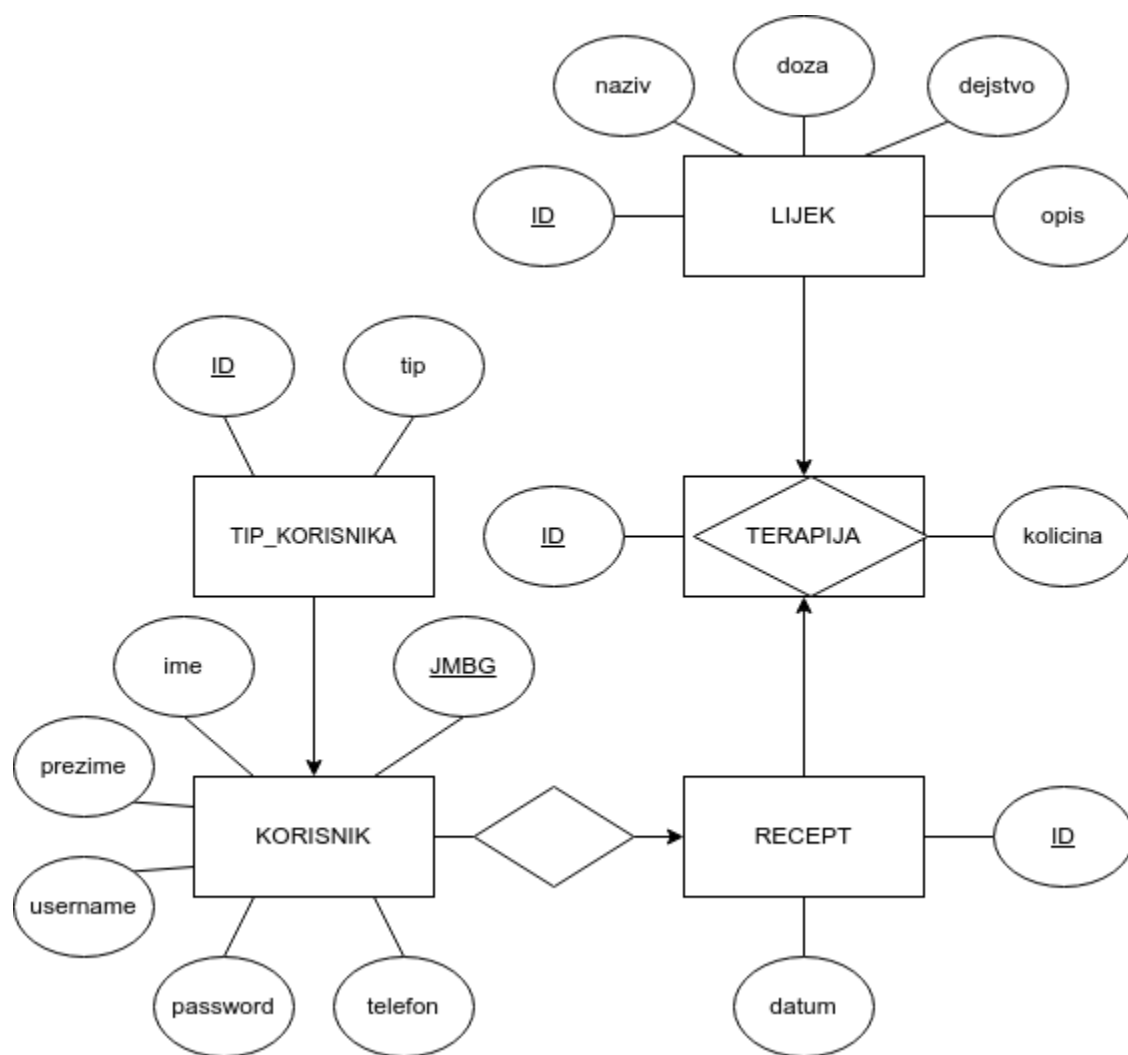 doza
naziv
dejstvo
ID
LIJEK
opis
ID
tip
TIP_KORISNIKA
ID
TERAPIJA
kolicina
ime
JMBG
prezime
KORISNIK
RECEPT
ID
username
password
telefon
datum